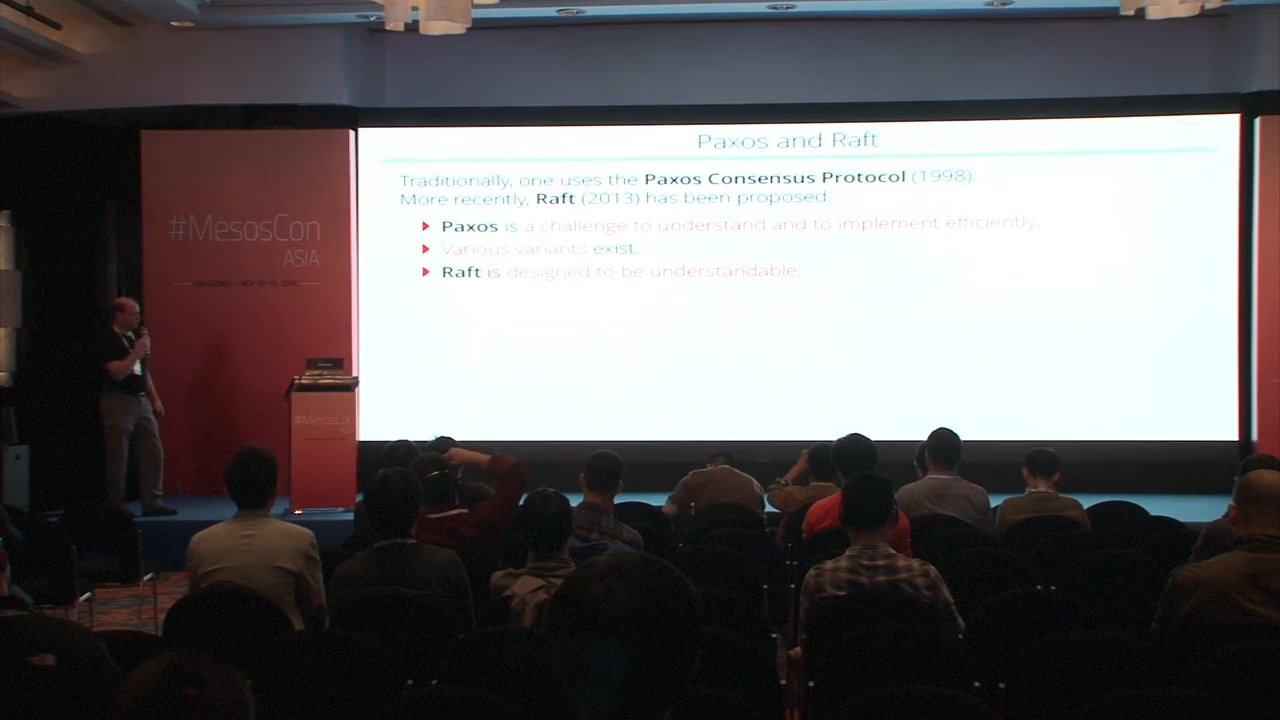 Paxos and Raft
Traditionally, one uses the Paxos Consensus Protocol (1998).
More recently, Raft (2013) has been proposed.
Paxos is a challenge to understand and to implement efficiently.
Various variants exist.
Raft is designed to be understandable.
#MesosCon
ASIA
#MesosCon
ASIA